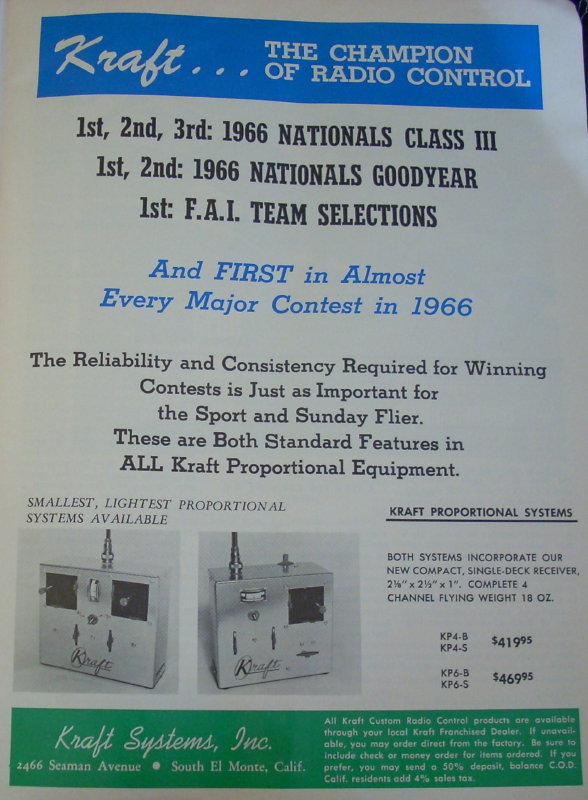 Kraft... THE CHAMPION
OF RADIO CONTROL
1st, 2nd, 3rd: 1966 NATIONALS CLASS III
1st, 2nd: 1966 NATIONALS GOODYEAR
1st: F.A.I. TEAM SELECTIONS
And FIRST in Almost
Every Major Contest in 1966
The Reliability and Consistency Required for Winning
Contests is Just as Important for
the Sport and Sunday Flier.
These are Both Standard Features in
ALL Kraft Proportional Equipment.
SMALLEST, LIGHTEST PROPORTIONAL
SYSTEMS AVAILABLE
Kraft
Kraft
KRAFT PROPORTIONAL SYSTEMS
BOTH SYSTEMS INCORPORATE OUR
NEW COMPACT, SINGLE-DECK RECEIVER,
2⅛" x 2½" x 1". COMPLETE 4
CHANNEL FLYING WEIGHT 18 OZ.
KP4-B
KP4-S $419⁹⁵
KP6-B
KP6-S $469⁹⁵
Kraft Systems, Inc.
2466 Seaman Avenue • South El Monte, Calif.
All Kraft Custom Radio Control products are available
through your local Kraft Franchised Dealer. If unavail-
able, you may order direct from the factory. Be sure to
include check or money order for items ordered. If you
prefer, you may send a 50% deposit, balance C.O.D.
Calif. residents add 4% sales tax.